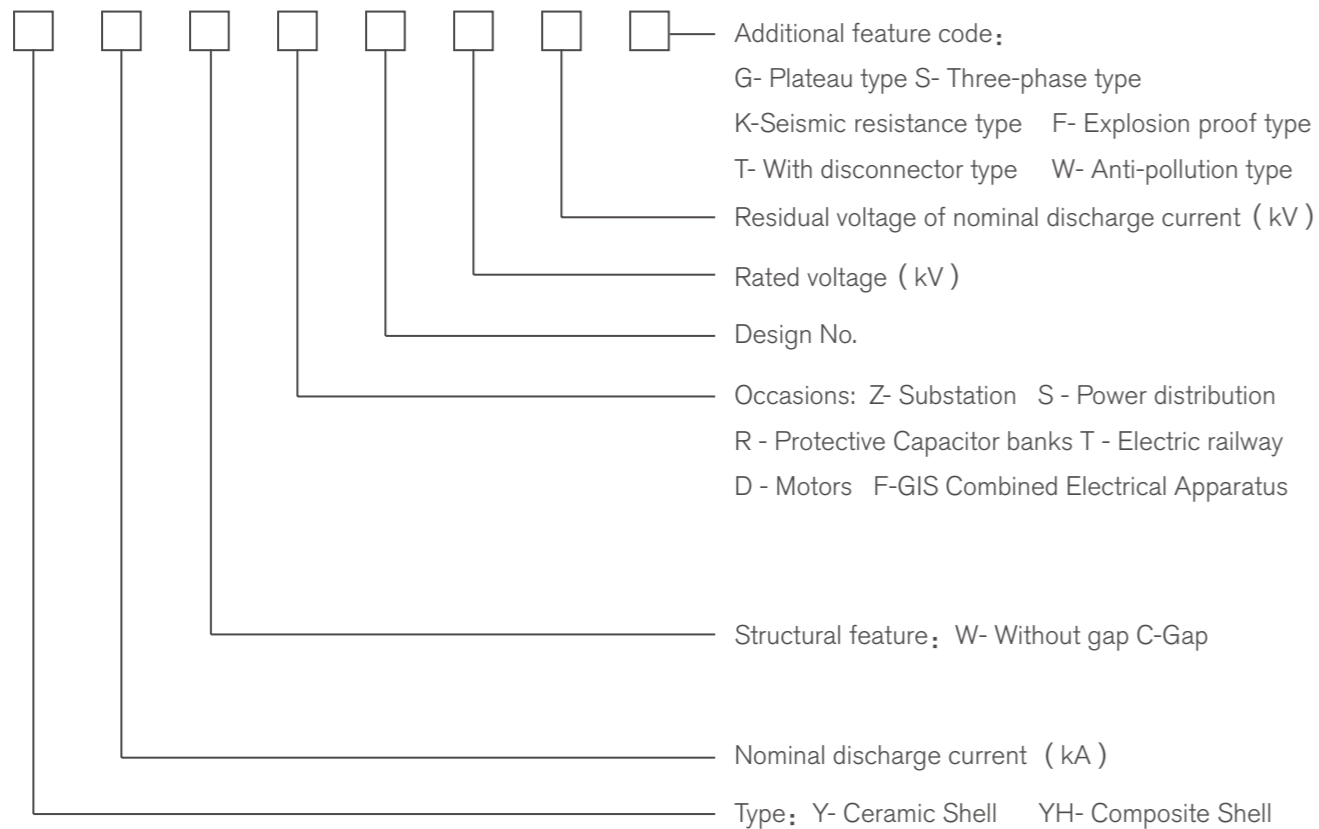 Additional feature code：
G- Plateau type S- Three-phase type
K-Seismic resistance type F- Explosion proof type
T- With disconnector type W- Anti-pollution type
Residual voltage of nominal discharge current（kV）
Rated voltage（kV）
Design No.
Occasions: Z- Substation S - Power distribution
R - Protective Capacitor banks T - Electric railway
D - Motors F-GIS Combined Electrical Apparatus
Structural feature：W- Without gap C-Gap
Nominal discharge current （kA）
Type：Y- Ceramic Shell YH- Composite Shell